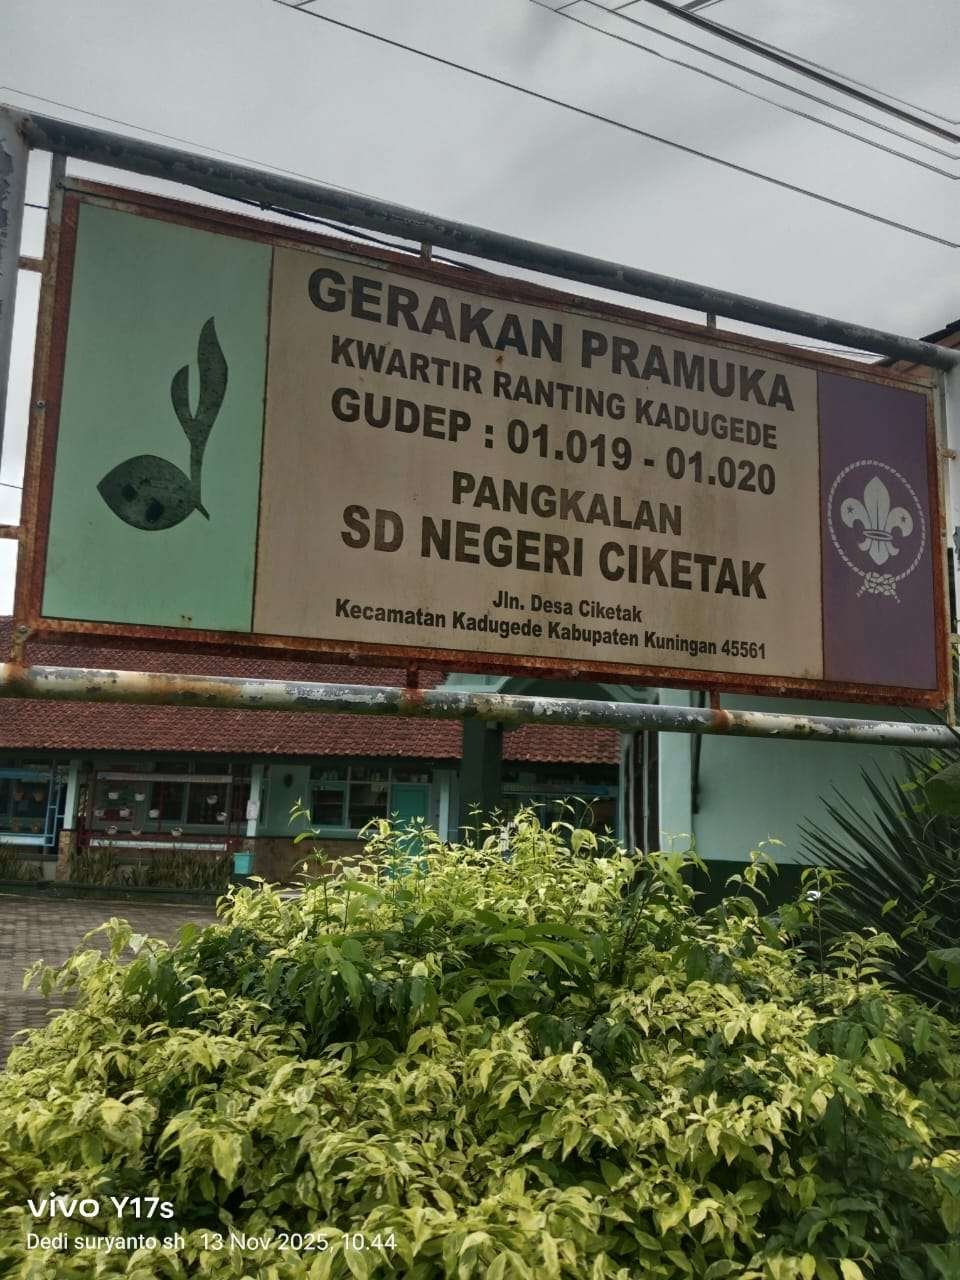 GERAKAN PRAMUKA
KWARTIR RANTING KADUGEDE
GUDEP : 01.019 - 01.020
PANGKALAN
SD NEGERI CIKETAK
Jln. Desa Ciketak
Kecamatan Kadugede Kabupaten Kuningan 45561
vivo Y17s
Dedi suryanto sh 13 Nov 2025, 10.44